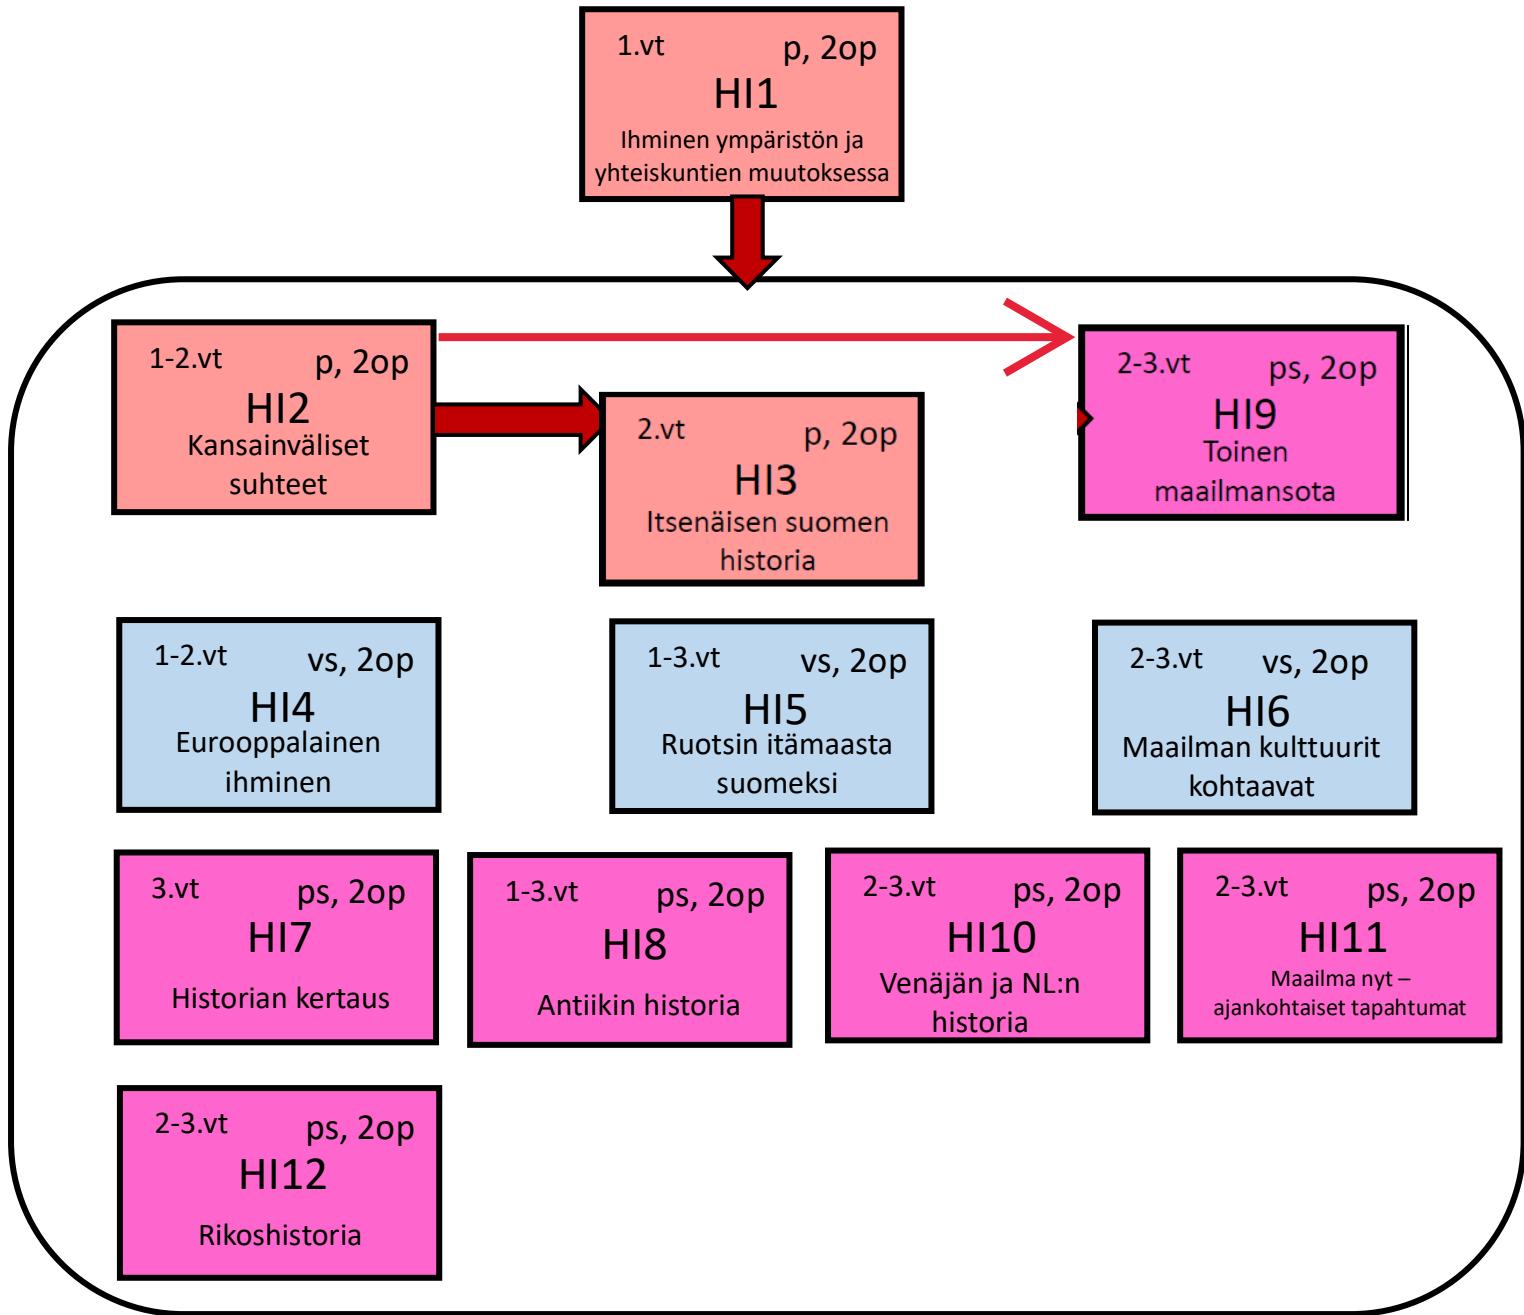 1.vt p, 2op
HI1
Ihminen ympäristön ja
yhteiskuntien muutoksessa
1-2.vt p, 2op
HI2
Kansainväliset
suhteet
2.vt p, 2op
HI3
Itsenäisen suomen
historia
2-3.vt ps, 2op
HI9
Toinen
maailmansota
1-2.vt vs, 2op
HI4
Eurooppalainen
ihminen
1-3.vt vs, 2op
HI5
Ruotsin itämaasta
suomeksi
2-3.vt vs, 2op
HI6
Maailman kulttuurit
kohtaavat
3.vt ps, 2op
HI7
Historian kertaus
1-3.vt ps, 2op
HI8
Antiikin historia
2-3.vt ps, 2op
HI10
Venäjän ja NL:n
historia
2-3.vt ps, 2op
HI11
Maailma nyt –
ajankohtaiset tapahtumat
2-3.vt ps, 2op
HI12
Rikoshistoria